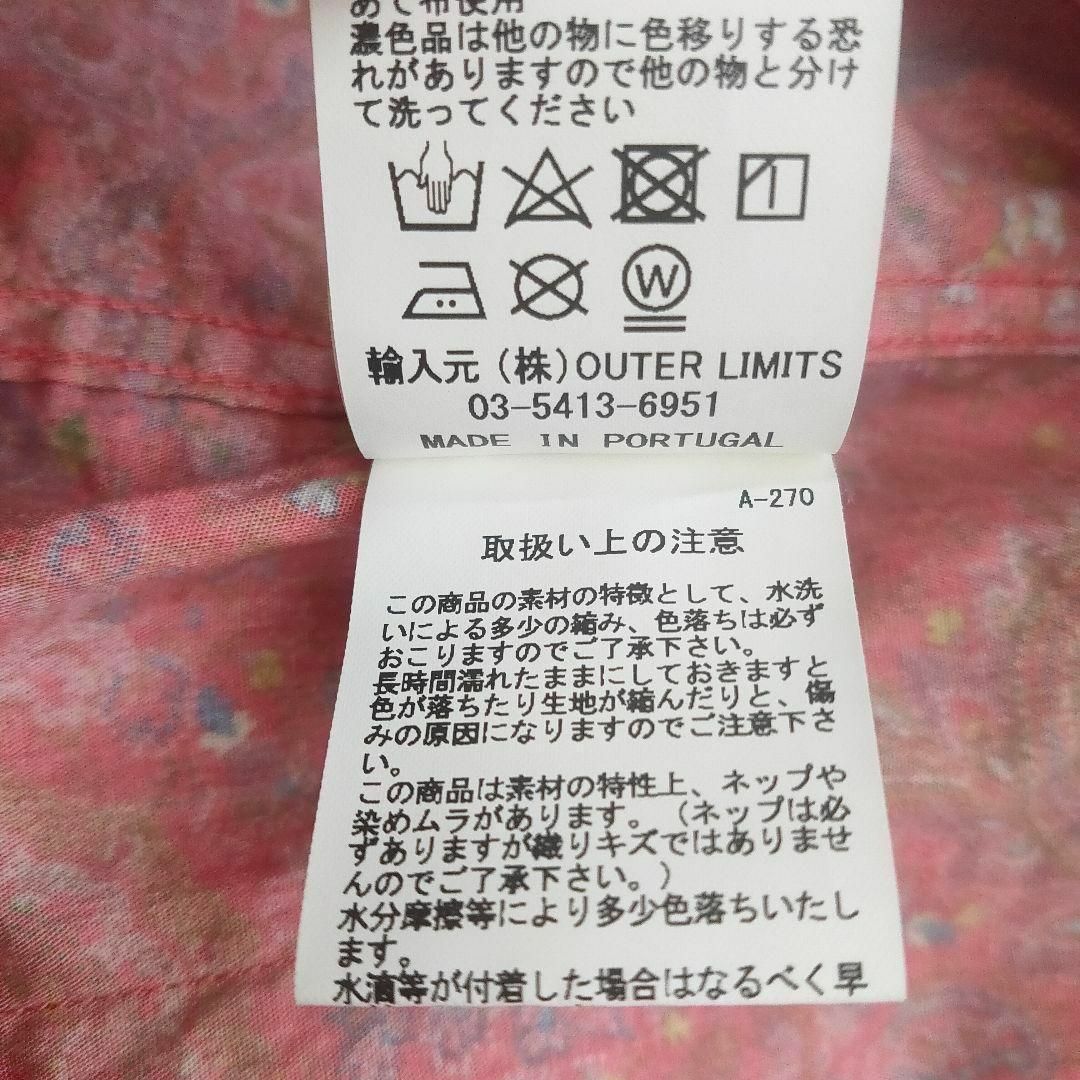 あて布使用
濃色品は他の物に色移りする恐
れがありますので他の物と分け
て洗ってください
W
輸入元 (株)OUTER LIMITS
03-5413-6951
MADE IN PORTUGAL
A-270
取扱い上の注意
この商品の素材の特徴として、水洗
いによる多少の縮み、色落ちは必ず
おこりますのでご了承下さい。
長時間濡れたままにしておきますと
色が落ちたり生地が縮んだりと、傷
みの原因になりますのでご注意下さ
い。
この商品は素材の特性上、ネップや
染めムラがあります。（ネップは必
ずありますが織りキズではありませ
んのでご了承下さい。）
水分摩擦等により多少色落ちいたし
ます。
水滴等が付着した場合はなるべく早